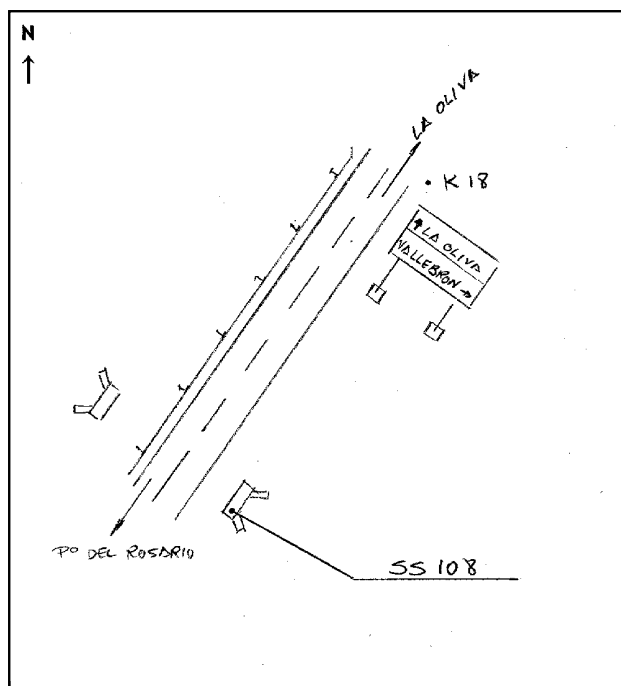 N
LA OLIVA
K 18
↑ LA OLIVA
VALLEBRON →
Pº DEL ROSARIO
SS 108